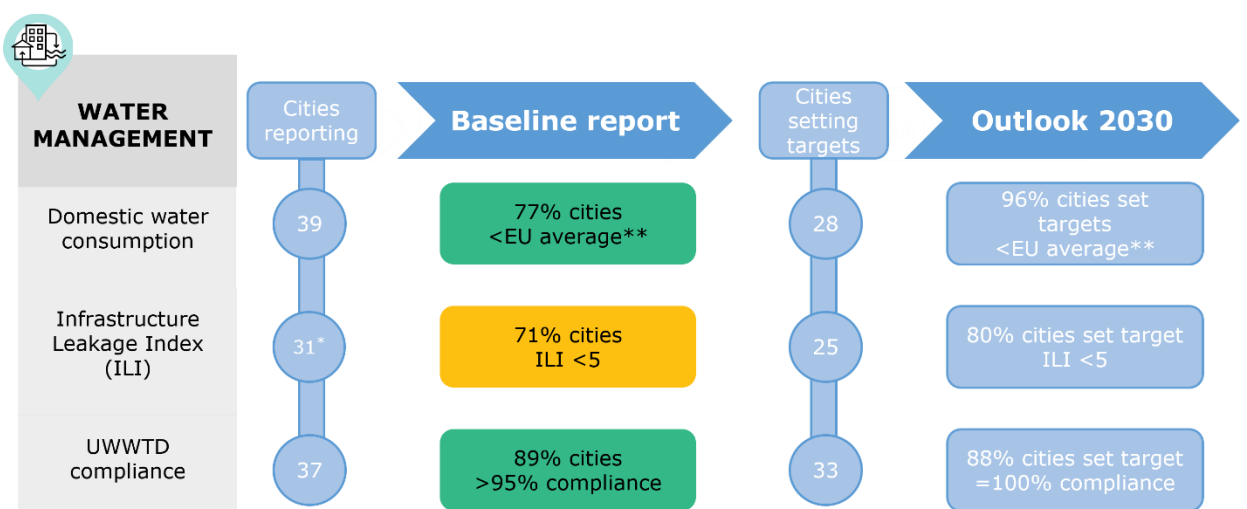 WATER
MANAGEMENT
Cities
reporting
Baseline report
Cities
setting
targets
Outlook 2030
Domestic water
consumption
39
77% cities
<EU average**
28
96% cities set
targets
<EU average**
Infrastructure
Leakage Index
(ILI)
31*
71% cities
ILI <5
25
80% cities set target
ILI <5
UWWTD
compliance
37
89% cities
>95% compliance
33
88% cities set target
=100% compliance